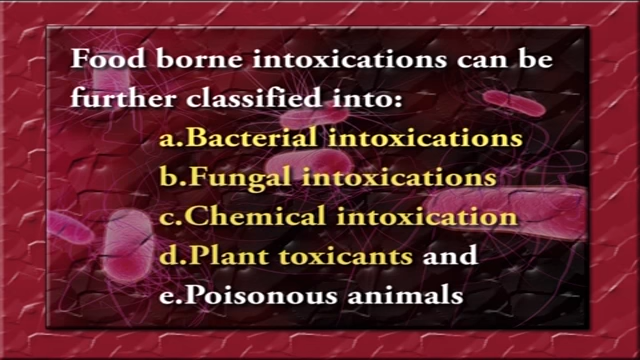 Food borne intoxications can be
further classified into:
a.Bacterial intoxications
b.Fungal intoxications
c.Chemical intoxication
d.Plant toxicants and
e.Poisonous animals